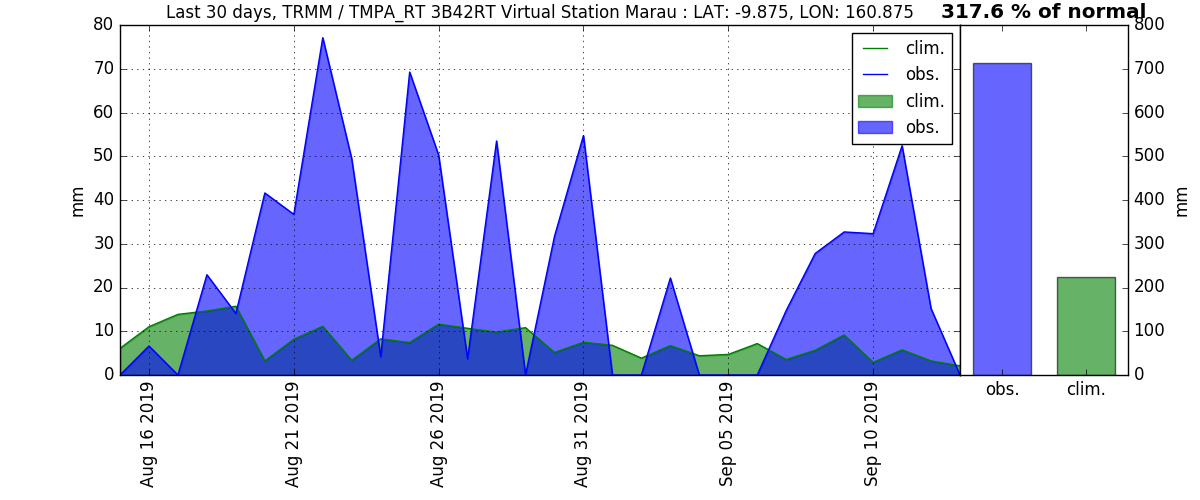 Last 30 days, TRMM / TMPA_RT 3B42RT Virtual Station Marau : LAT: -9.875, LON: 160.875
317.6 % of normal
80
70
60
50
40
30
20
10
0
mm
clim.
obs.
clim.
obs.
800
700
600
500
400
300
200
100
0
mm
Aug 16 2019
Aug 21 2019
Aug 26 2019
Aug 31 2019
Sep 05 2019
Sep 10 2019
obs.
clim.